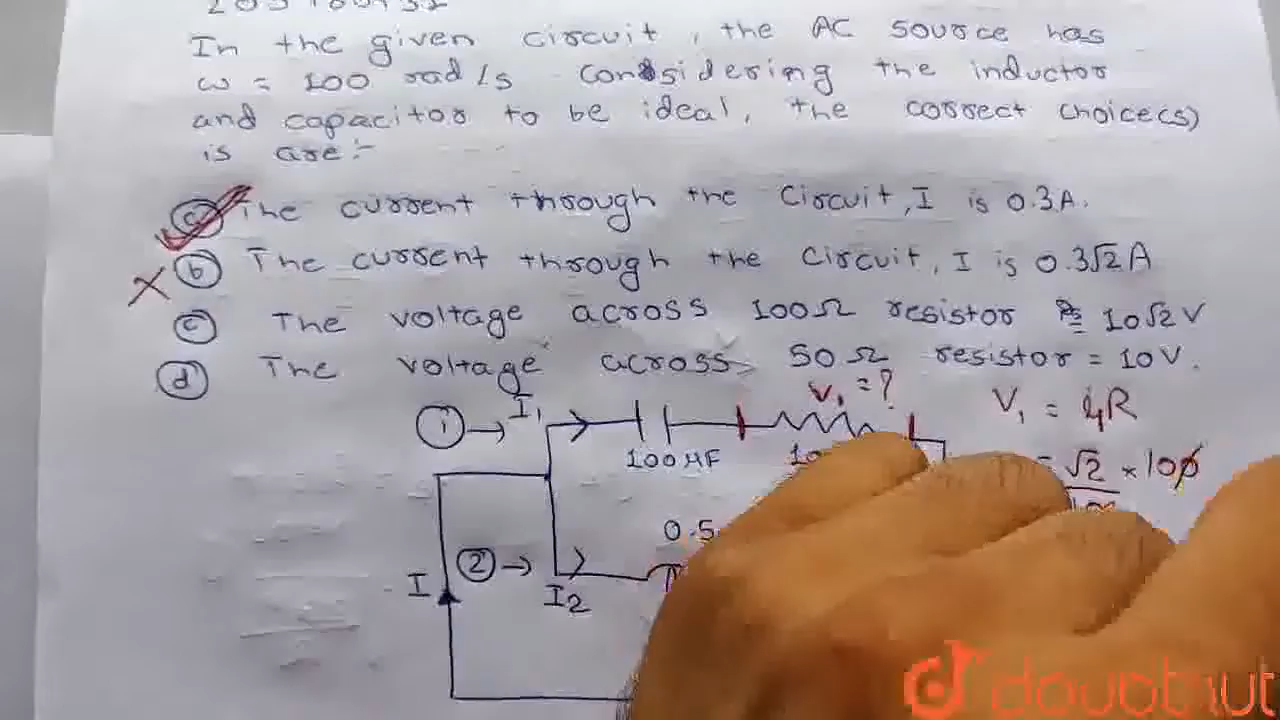 In the given circuit, the AC source has
ω = 100 rad/s considering the inductor
and capacitor to be ideal, the correct choice(s)
is are:-
(a) The current through the circuit, I is 0.3A.
(b) The current through the circuit, I is 0.3√2 A
(c) The voltage across 100Ω resistor = 10√2 V
(d) The voltage across 50Ω resistor = 10V.
V₁ = ?
V₁ = i₁R
① → I₁
100 μF
= √2 × 100
0.5
② →
I
I₂
doubtnut